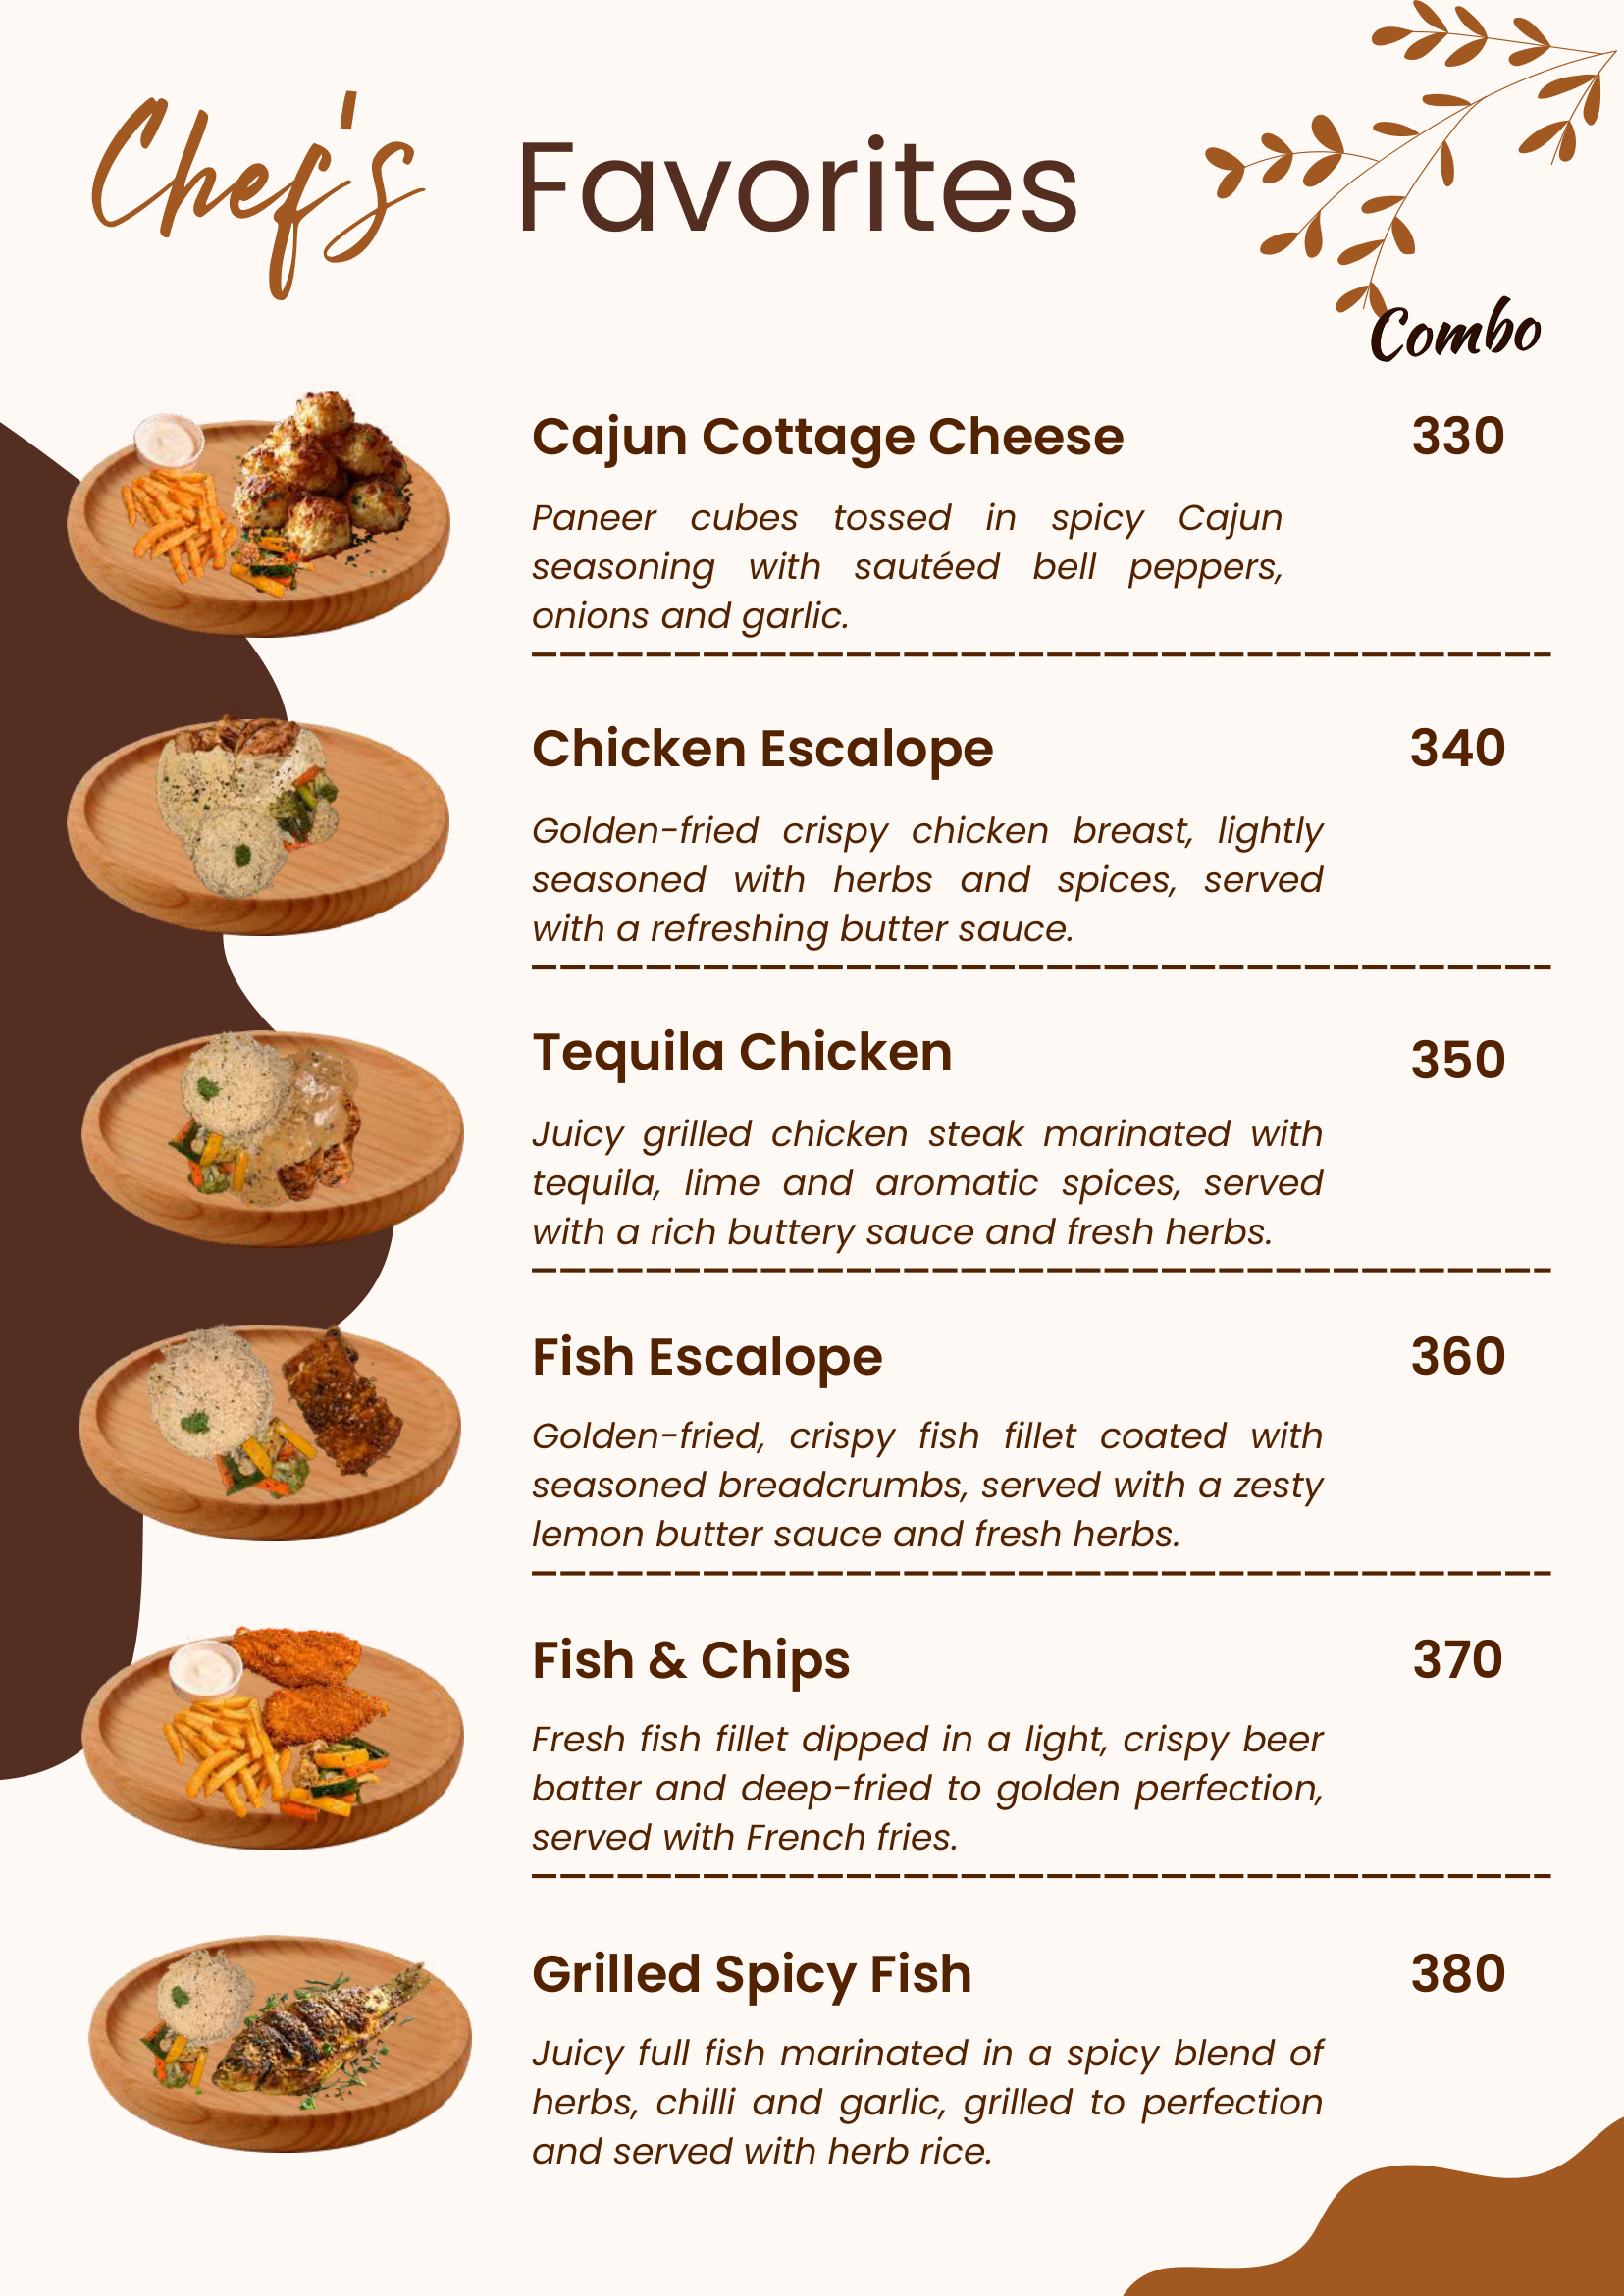 Chef's Favorites
Combo
Cajun Cottage Cheese 330
Paneer cubes tossed in spicy Cajun
seasoning with sautéed bell peppers,
onions and garlic.
Chicken Escalope 340
Golden-fried crispy chicken breast, lightly
seasoned with herbs and spices, served
with a refreshing butter sauce.
Tequila Chicken 350
Juicy grilled chicken steak marinated with
tequila, lime and aromatic spices, served
with a rich buttery sauce and fresh herbs.
Fish Escalope 360
Golden-fried, crispy fish fillet coated with
seasoned breadcrumbs, served with a zesty
lemon butter sauce and fresh herbs.
Fish & Chips 370
Fresh fish fillet dipped in a light, crispy beer
batter and deep-fried to golden perfection,
served with French fries.
Grilled Spicy Fish 380
Juicy full fish marinated in a spicy blend of
herbs, chilli and garlic, grilled to perfection
and served with herb rice.